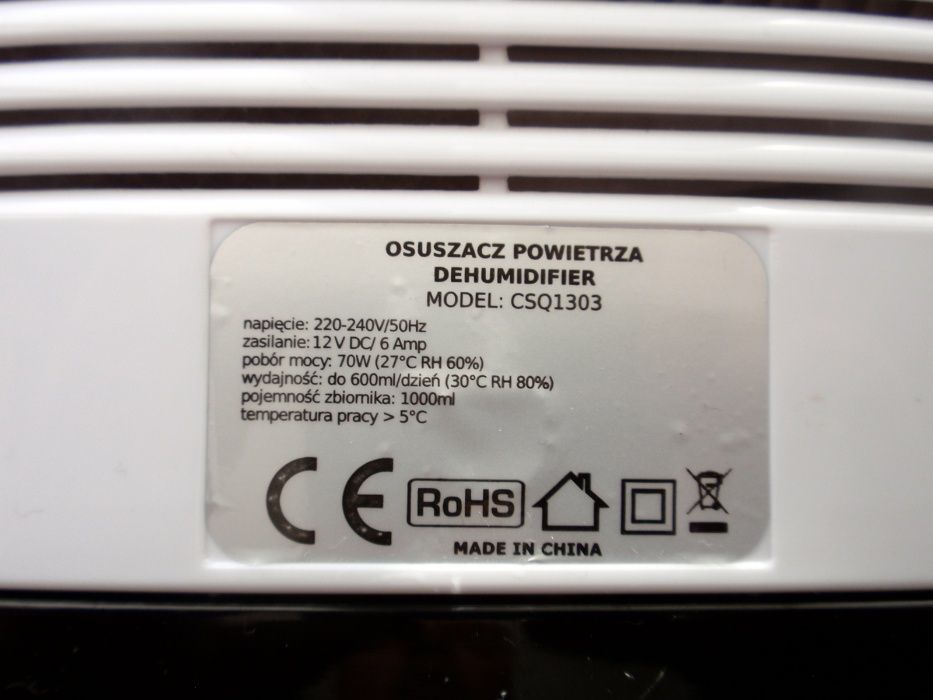 OSUSZACZ POWIETRZA
DEHUMIDIFIER
MODEL: CSQ1303
napięcie: 220-240V/50Hz
zasilanie: 12 V DC/ 6 Amp
pobór mocy: 70W (27°C RH 60%)
wydajność: do 600ml/dzień (30°C RH 80%)
pojemność zbiornika: 1000ml
temperatura pracy > 5°C
CE RoHS
MADE IN CHINA